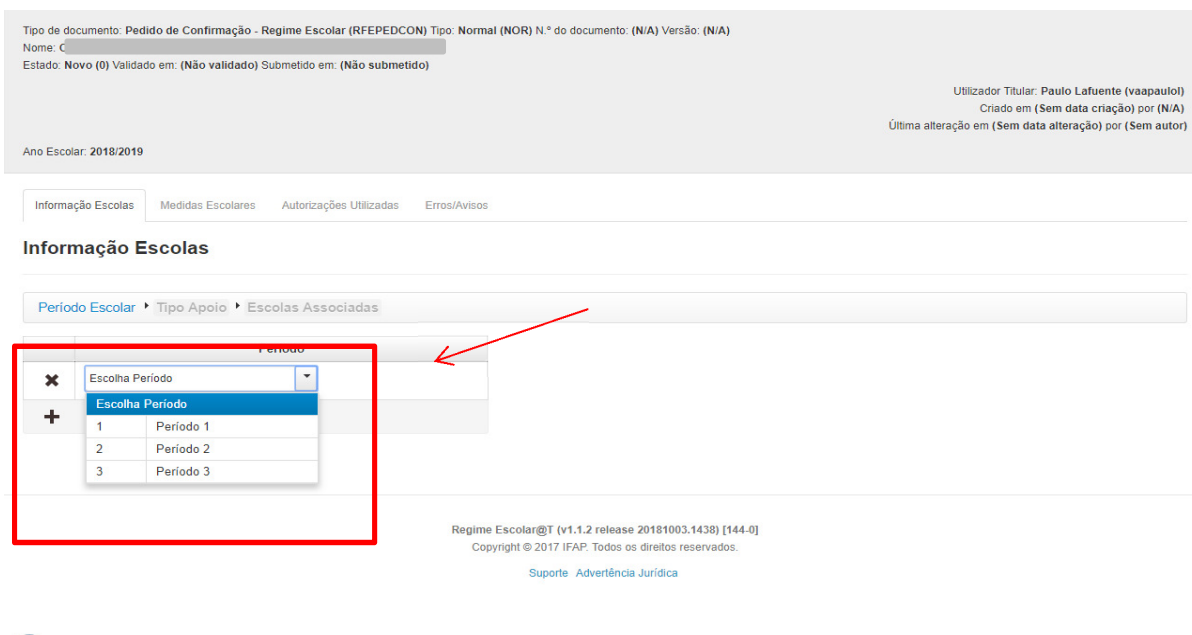 Tipo de documento: Pedido de Confirmação - Regime Escolar (RFEPEDCON) Tipo: Normal (NOR) N.º do documento: (N/A) Versão: (N/A)
Nome:
Estado: Novo (0) Validado em: (Não validado) Submetido em: (Não submetido)
Utilizador Titular: Paulo Lafuente (vaapaulol)
Criado em (Sem data criação) por (N/A)
Última alteração em (Sem data alteração) por (Sem autor)
Ano Escolar: 2018/2019
Informação Escolas Medidas Escolares Autorizações Utilizadas Erros/Avisos
Informação Escolas
Período Escolar Tipo Apoio Escolas Associadas
Período
Escolha Período
Escolha Período
1 Período 1
2 Período 2
3 Período 3
Regime Escolar@T (v1.1.2 release 20181003.1438) [144-0]
Copyright © 2017 IFAP. Todos os direitos reservados.
Suporte Advertência Jurídica